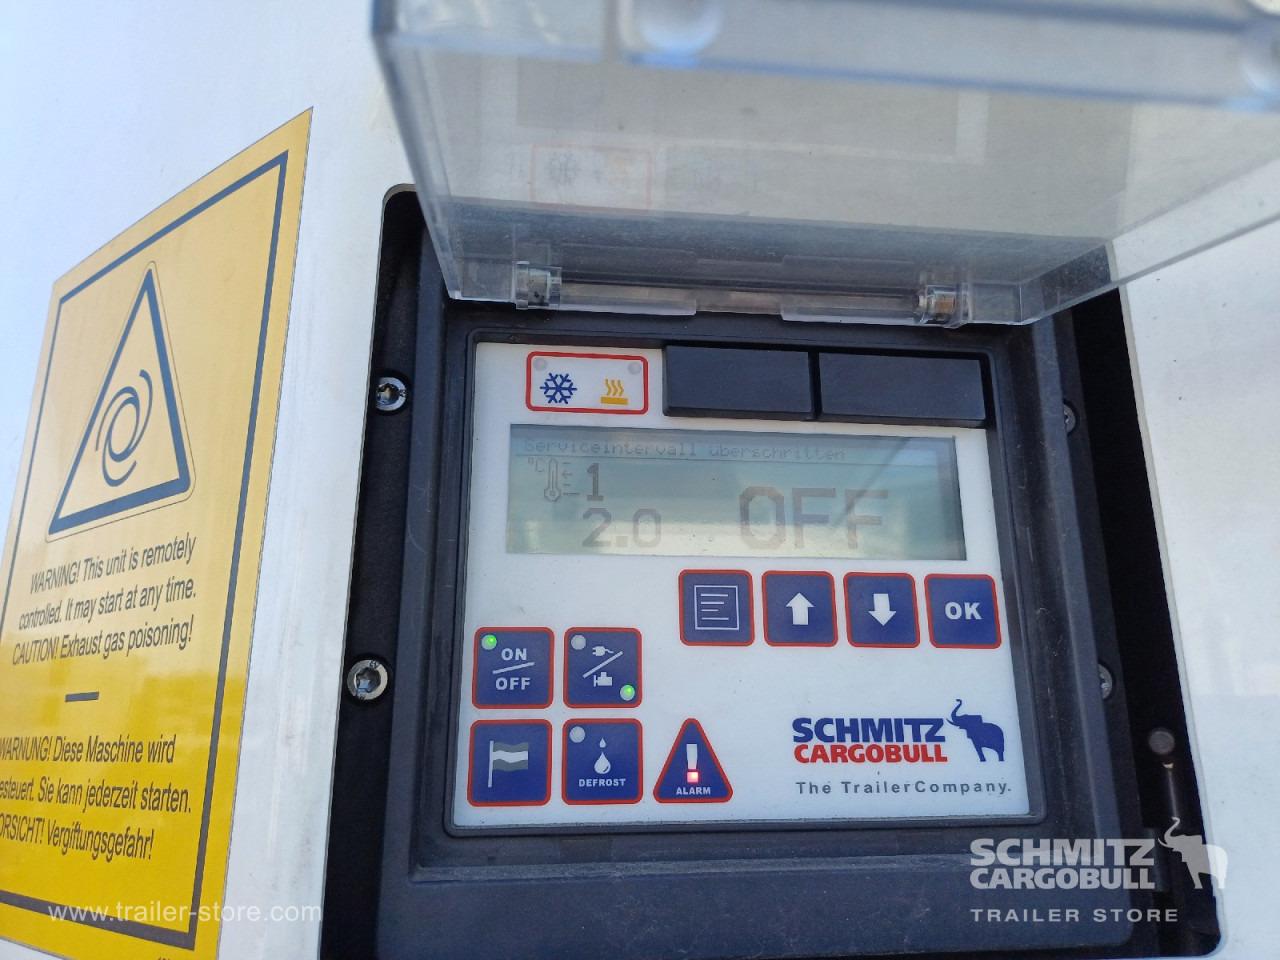 WARNING! This unit is remotely
controlled. It may start at any time.
CAUTION! Exhaust gas poisoning!
WARNUNG! Diese Maschine wird
Sie kann jederzeit starten.
Vergiftungsgefahr!
Serviceintervall überschritten
°C 1
2.0 OFF
OK
ON
OFF
DEFROST
ALARM
SCHMITZ
CARGOBULL
The TrailerCompany.
SCHMITZ
CARGOBULL
TRAILER STORE
www.trailer-store.com